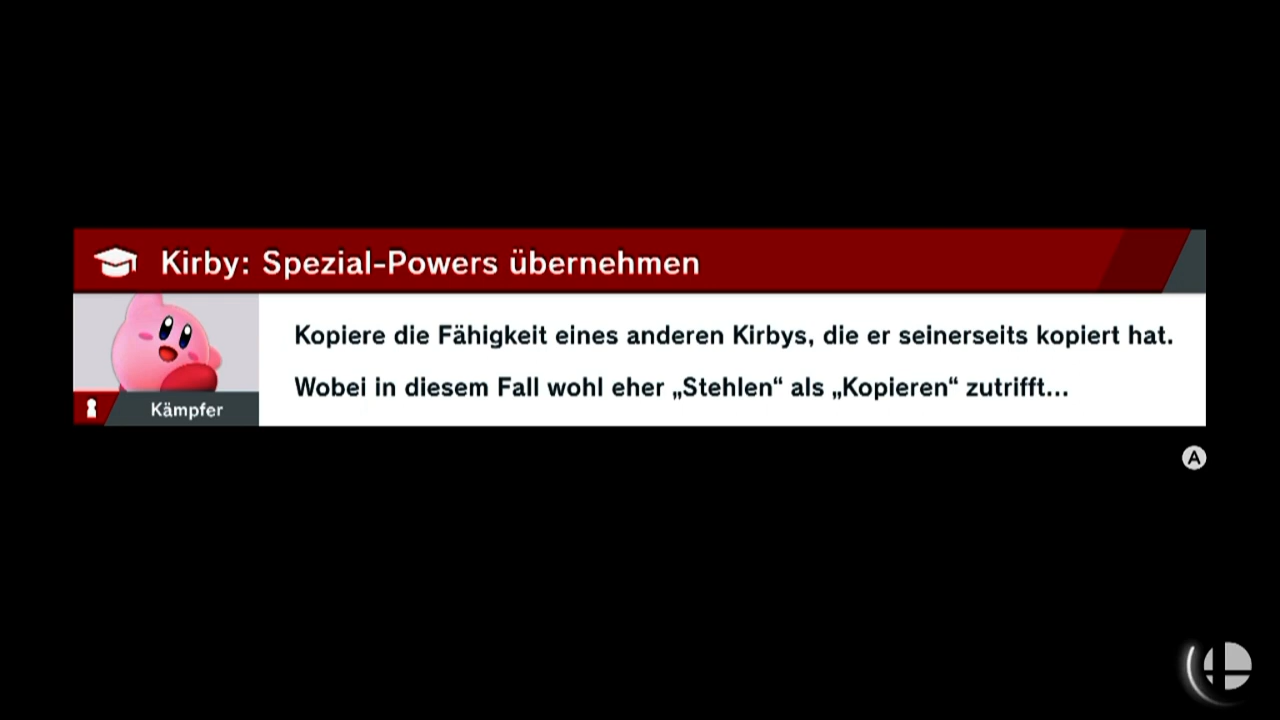 Kirby: Spezial-Powers übernehmen
Kopiere die Fähigkeit eines anderen Kirbys, die er seinerseits kopiert hat.
Wobei in diesem Fall wohl eher „Stehlen“ als „Kopieren“ zutrifft...
Kämpfer
A